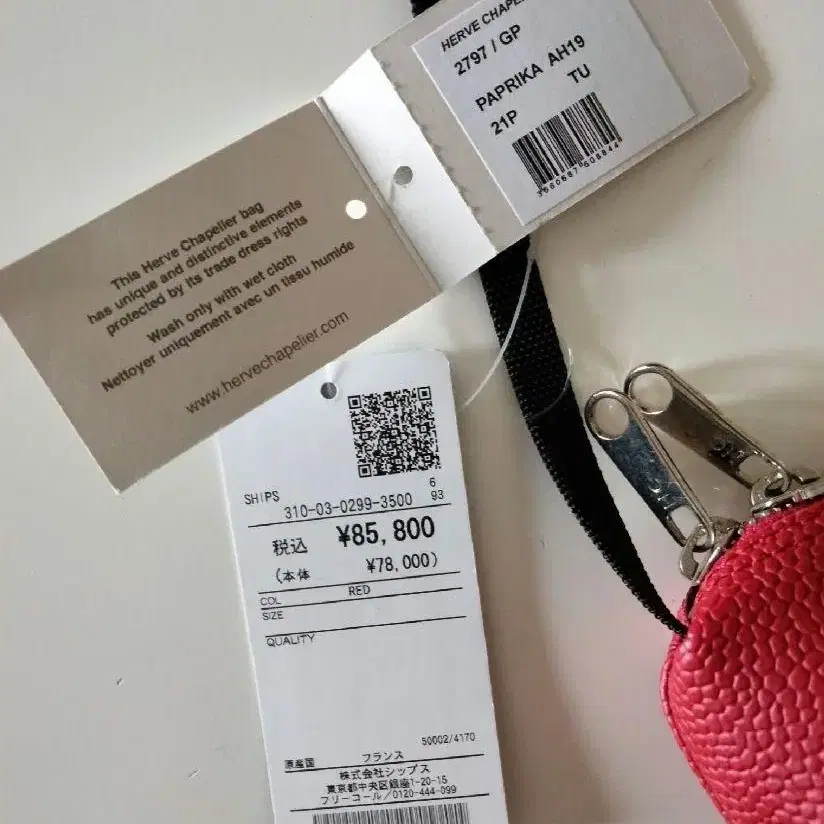 HERVE CHAPEL
2797 / GP
PAPRIKA AH19
21P TU
3660687608844
This Herve Chapelier bag
has unique and distinctive elements
protected by its trade dress rights
Wash only with wet cloth
Nettoyer uniquement avec un tissu humide
www.hervechapelier.com
SHIPS
6
310-03-0299-3500 93
税込 ¥85,800
(本体 ¥78,000)
COL RED
SIZE
QUALITY
50002/4170
原産国 フランス
株式会社シップス
東京都中央区銀座1-20-15
フリーコール/0120-444-099